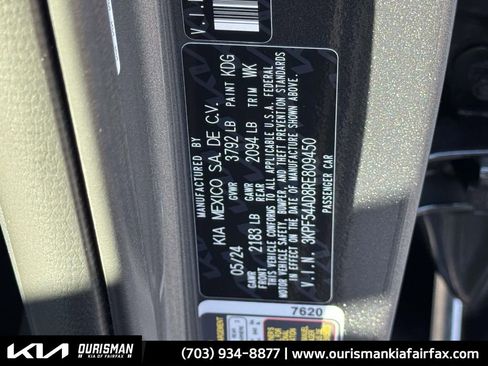 V.I.N
MANUFACTURED BY
KIA MEXICO S.A. DE C.V.
05/24 GVWR 3792 LB PAINT KDG
GAWR FRONT 2183 LB GAWR REAR 2094 LB TRIM WK
THIS VEHICLE CONFORMS TO ALL APPLICABLE U.S.A. FEDERAL
MOTOR VEHICLE SAFETY, BUMPER, AND THEFT PREVENTION STANDARDS
IN EFFECT ON THE DATE OF MANUFACTURE SHOWN ABOVE.
V.I.N. 3KPF54AD8RE809450
PASSENGER CAR
7620
KIA OURISMAN
KIA OF FAIRFAX
(703) 934-8877 | www.ourismankiafairfax.com